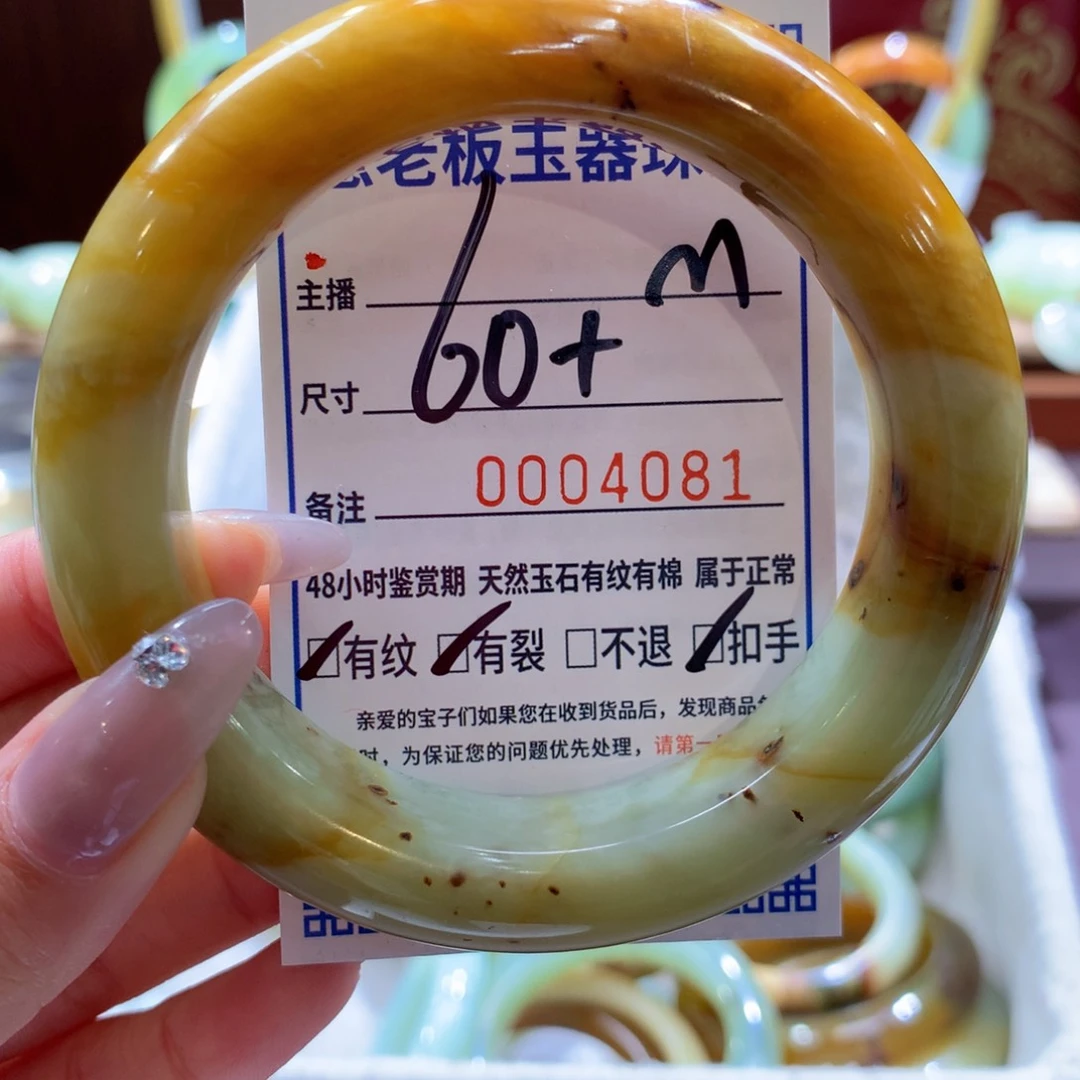 老板玉器珠
M
主播
60+
尺寸
0004081
备注
48小时鉴赏期 天然玉石有纹有棉 属于正常
☑有纹 ☑有裂 □不退 ☑扣手
亲爱的宝子们如果您在收到货品后，发现商品
时，为保证您的问题优先处理，请第一